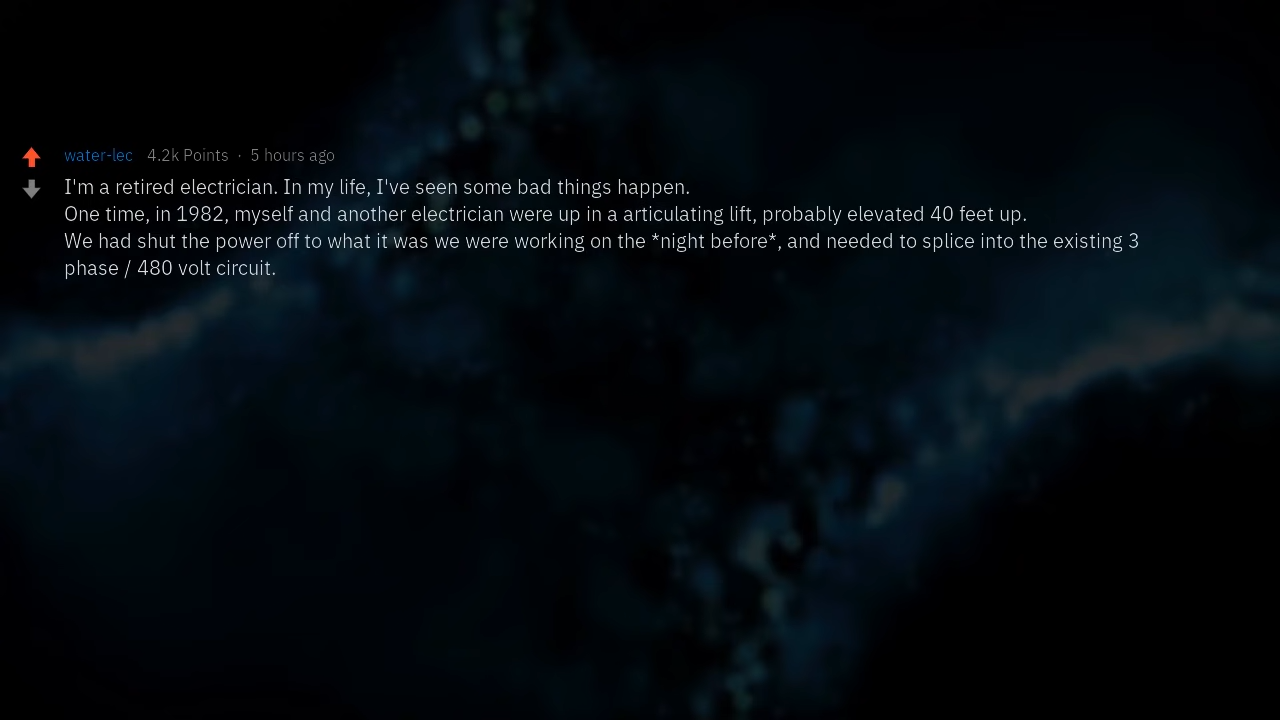 water-lec 4.2k Points · 5 hours ago
I'm a retired electrician. In my life, I've seen some bad things happen.
One time, in 1982, myself and another electrician were up in a articulating lift, probably elevated 40 feet up.
We had shut the power off to what it was we were working on the *night before*, and needed to splice into the existing 3
phase / 480 volt circuit.